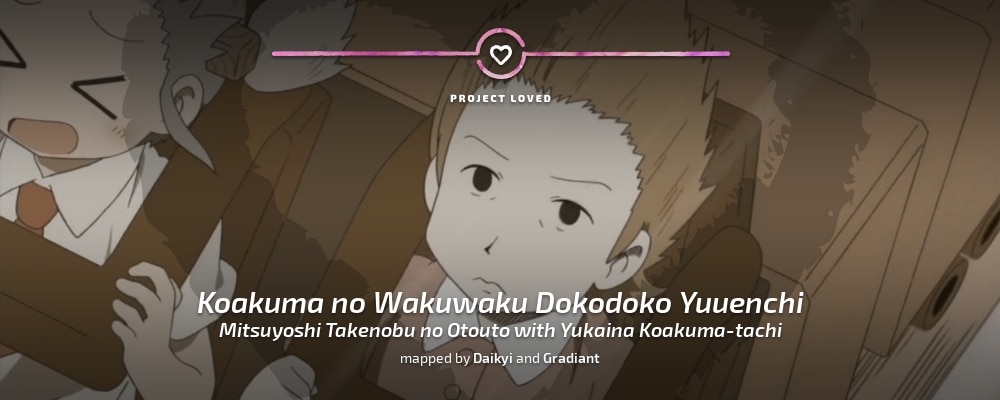 PROJECT LOVED
Koakuma no Wakuwaku Dokodoko Yuuenchi
Mitsuyoshi Takenobu no Otouto with Yukaina Koakuma-tachi
mapped by Daikyi and Gradiant